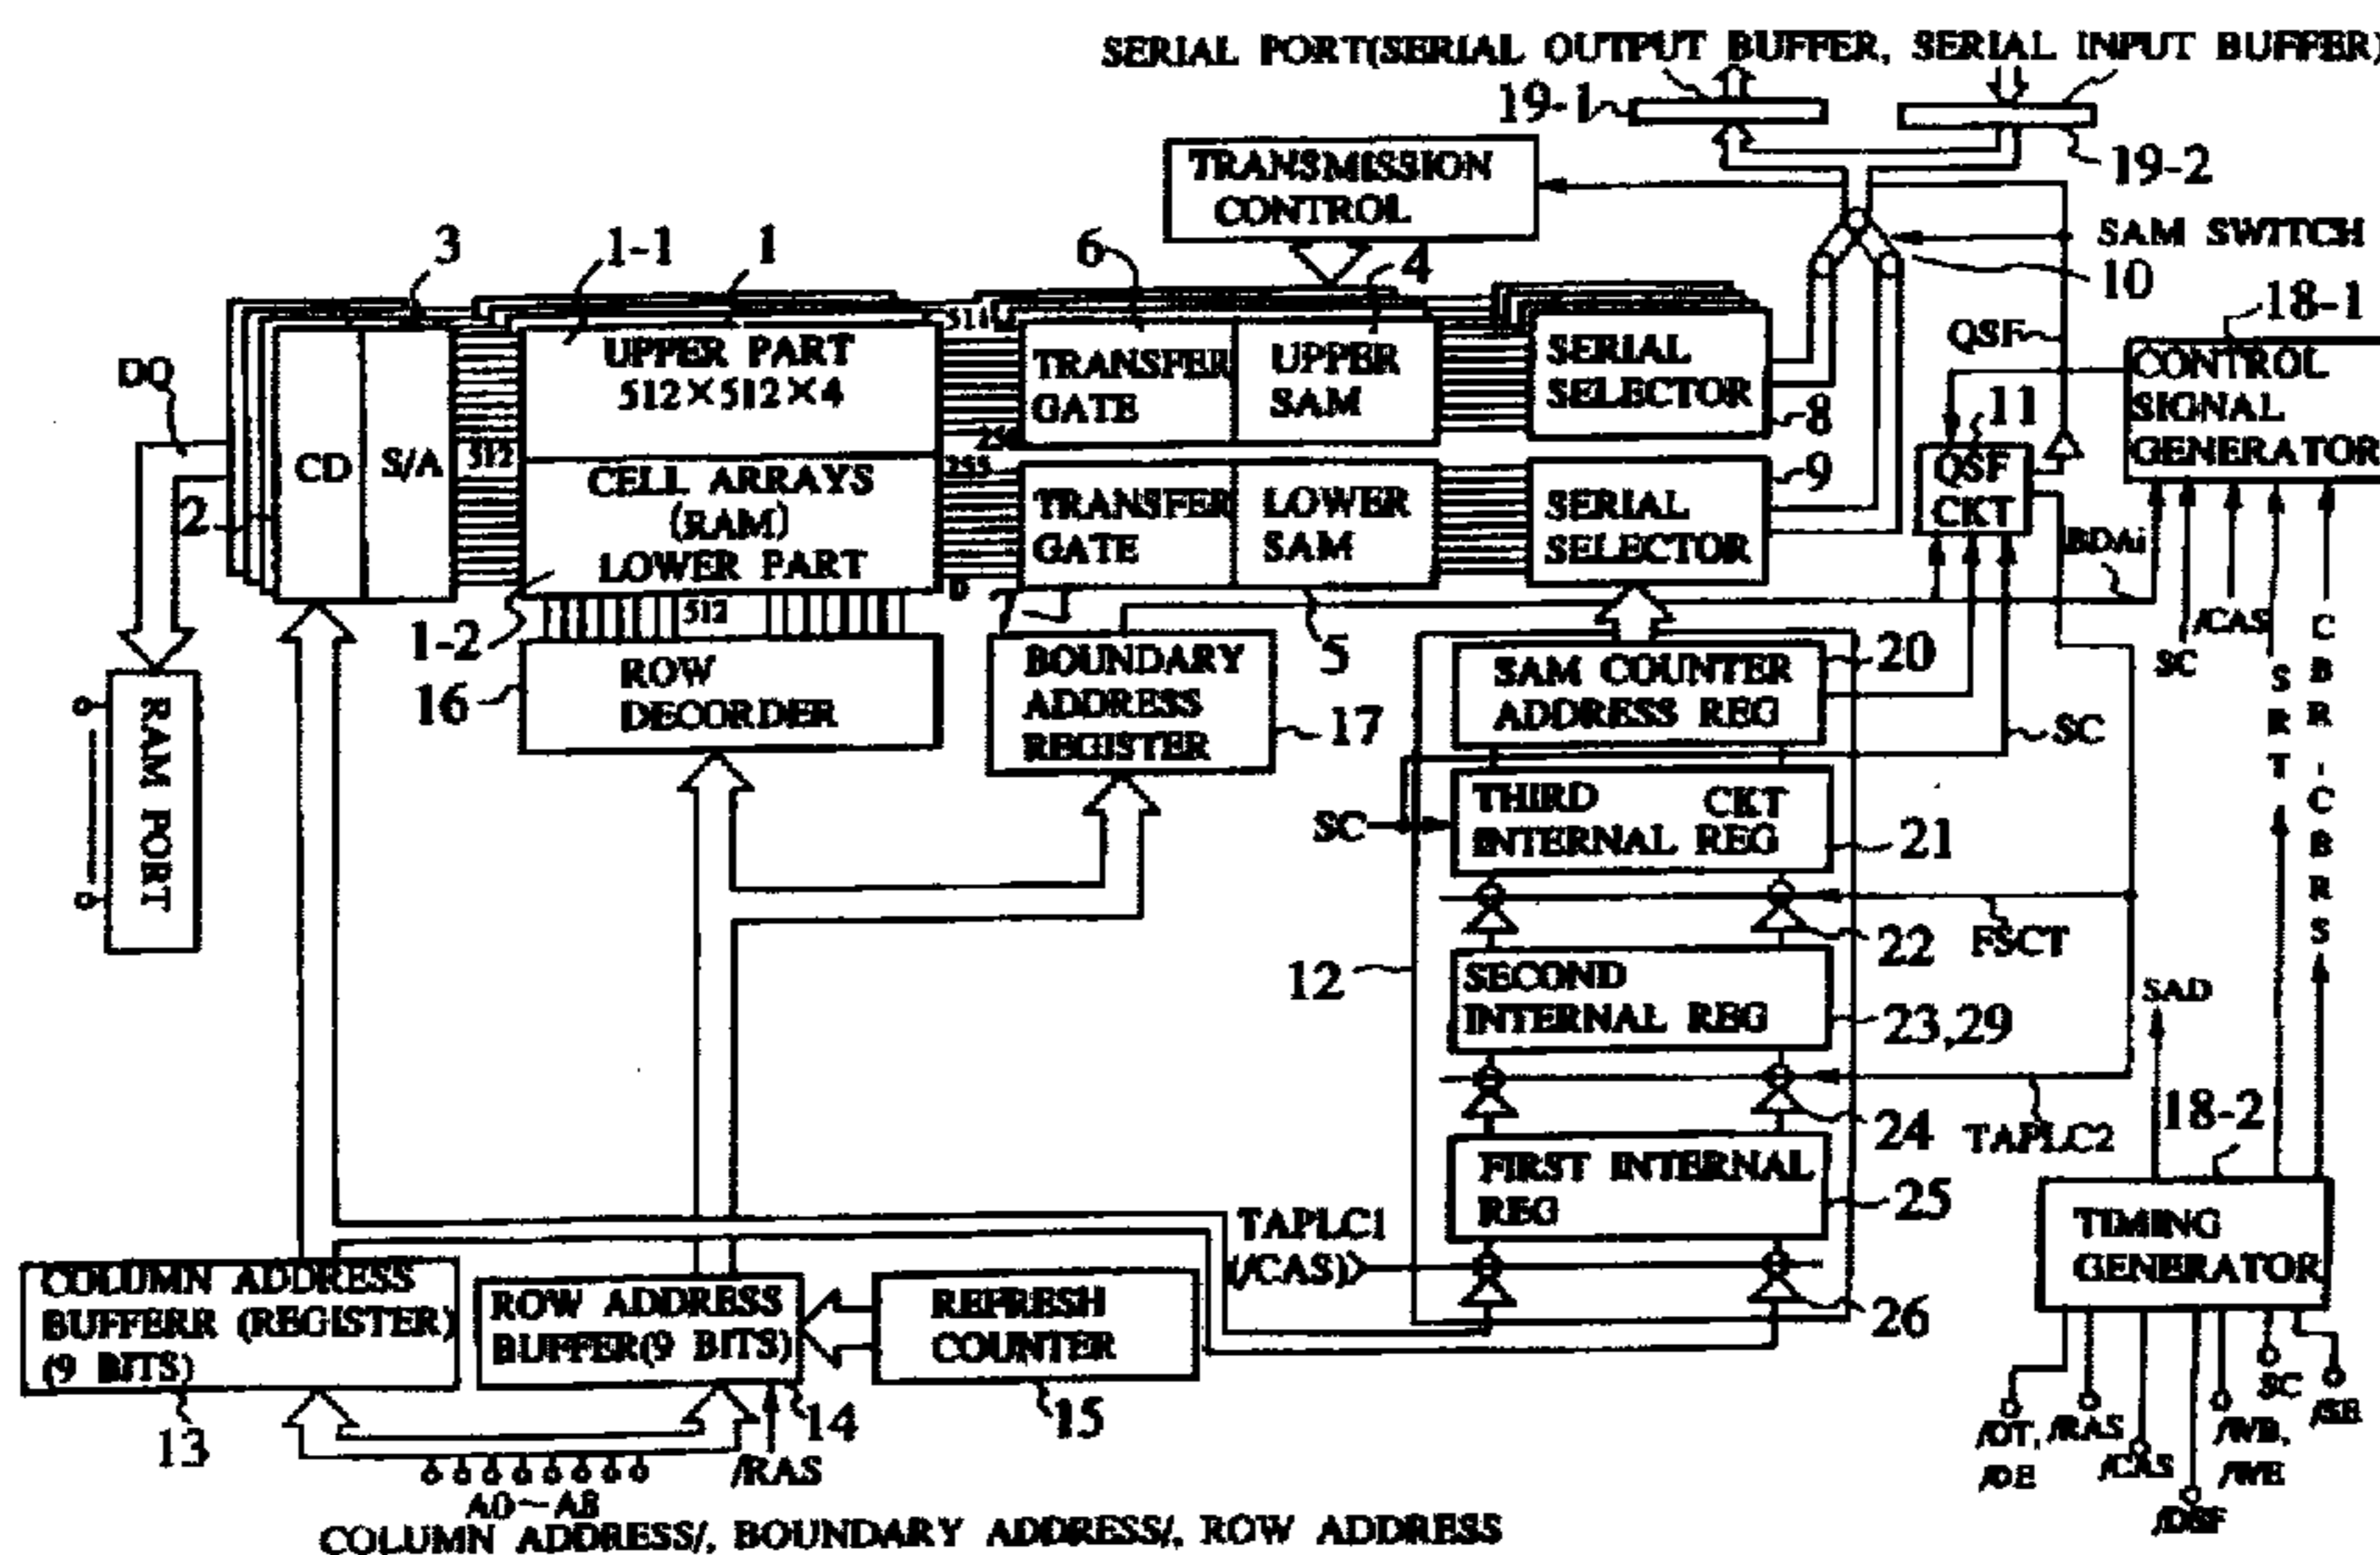 SERIAL PORT(SERIAL OUTPUT BUFFER, SERIAL INPUT BUFFER)
19-1
19-2
TRANSMISSION
CONTROL
SAM SWITCH
10
3
1-1
1
6
4
18-1
DQ
2
CD
S/A
512
UPPER PART
512×512×4
CELL ARRAYS
(RAM)
LOWER PART
511
255
0
TRANSFER
GATE
UPPER
SAM
TRANSFER
GATE
LOWER
SAM
SERIAL
SELECTOR
8
SERIAL
SELECTOR
9
QSF
11
QSF
CKT
CONTROL
SIGNAL
GENERATOR
BDAi
SC
/CAS
SRT
CBR-CBRS
1-2
512
16
ROW
DECORDER
BOUNDARY
ADDRESS
REGISTER
17
5
RAM PORT
SAM COUNTER
ADDRESS REG
20
SC
SC
THIRD CKT
INTERNAL REG
21
22
FSCT
12
SECOND
INTERNAL REG
23,29
SAD
24
TAPLC2
18-2
FIRST INTERNAL
REG
25
TAPLC1
(/CAS)
26
TIMING
GENERATOR
COLUMN ADDRESS
BUFFERR (REGISTER)
(9 BITS)
13
ROW ADDRESS
BUFFER(9 BITS)
14
REFRESH
COUNTER
15
/RAS
A0~A8
/OT,
/OE
/RAS
/CAS
/DSF
/WB,
/WE
SC
/SE
COLUMN ADDRESS/, BOUNDARY ADDRESS/, ROW ADDRESS